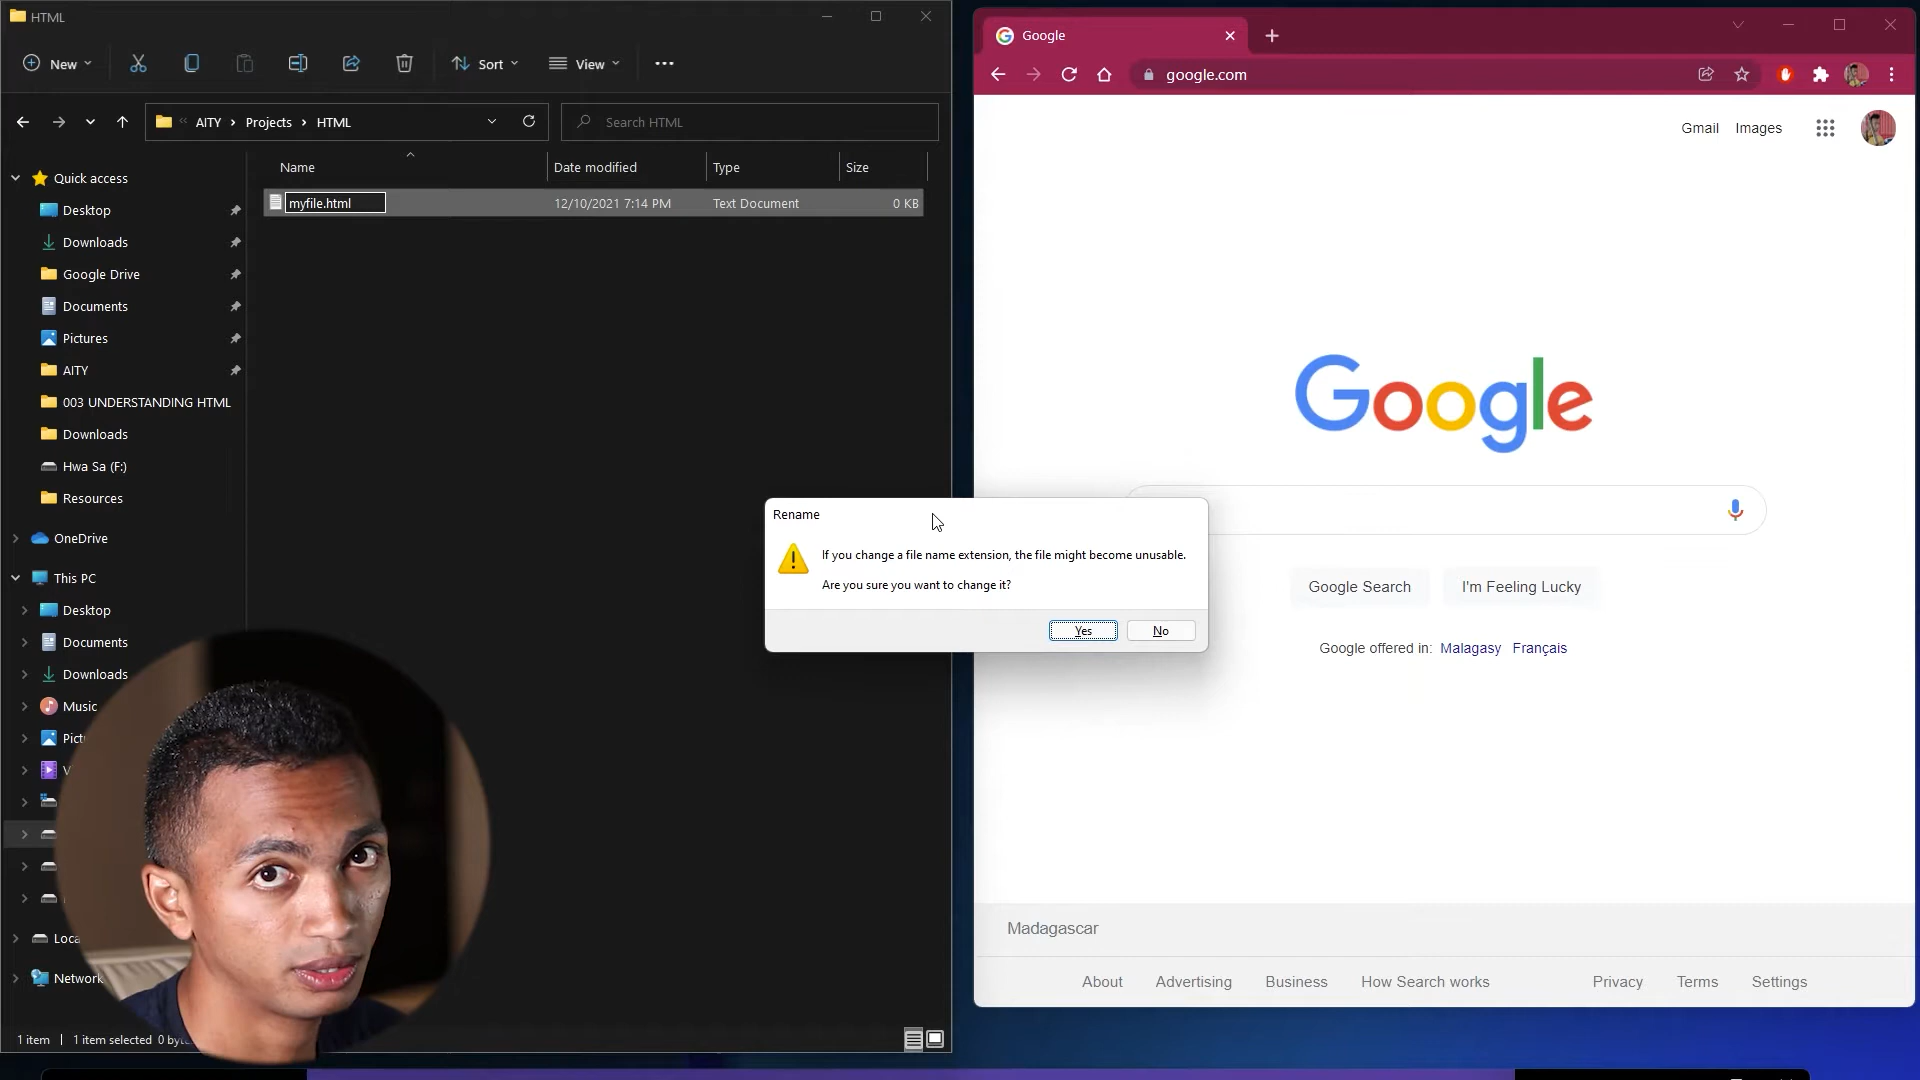 HTML
New
Sort
View
AITY
Projects
HTML
Search HTML
Name
Date modified
Type
Size
myfile.html
12/10/2021 7:14 PM
Text Document
0 KB
Quick access
Desktop
Downloads
Google Drive
Documents
Pictures
AITY
003 UNDERSTANDING HTML
Downloads
Hwa Sa (F:)
Resources
OneDrive
This PC
Desktop
Documents
Downloads
Music
Network
1 item
1 item selected
Rename
If you change a file name extension, the file might become unusable.
Are you sure you want to change it?
Yes
No
Google
google.com
Gmail
Images
Google
Google Search
I'm Feeling Lucky
Google offered in: Malagasy Français
Madagascar
About
Advertising
Business
How Search works
Privacy
Terms
Settings